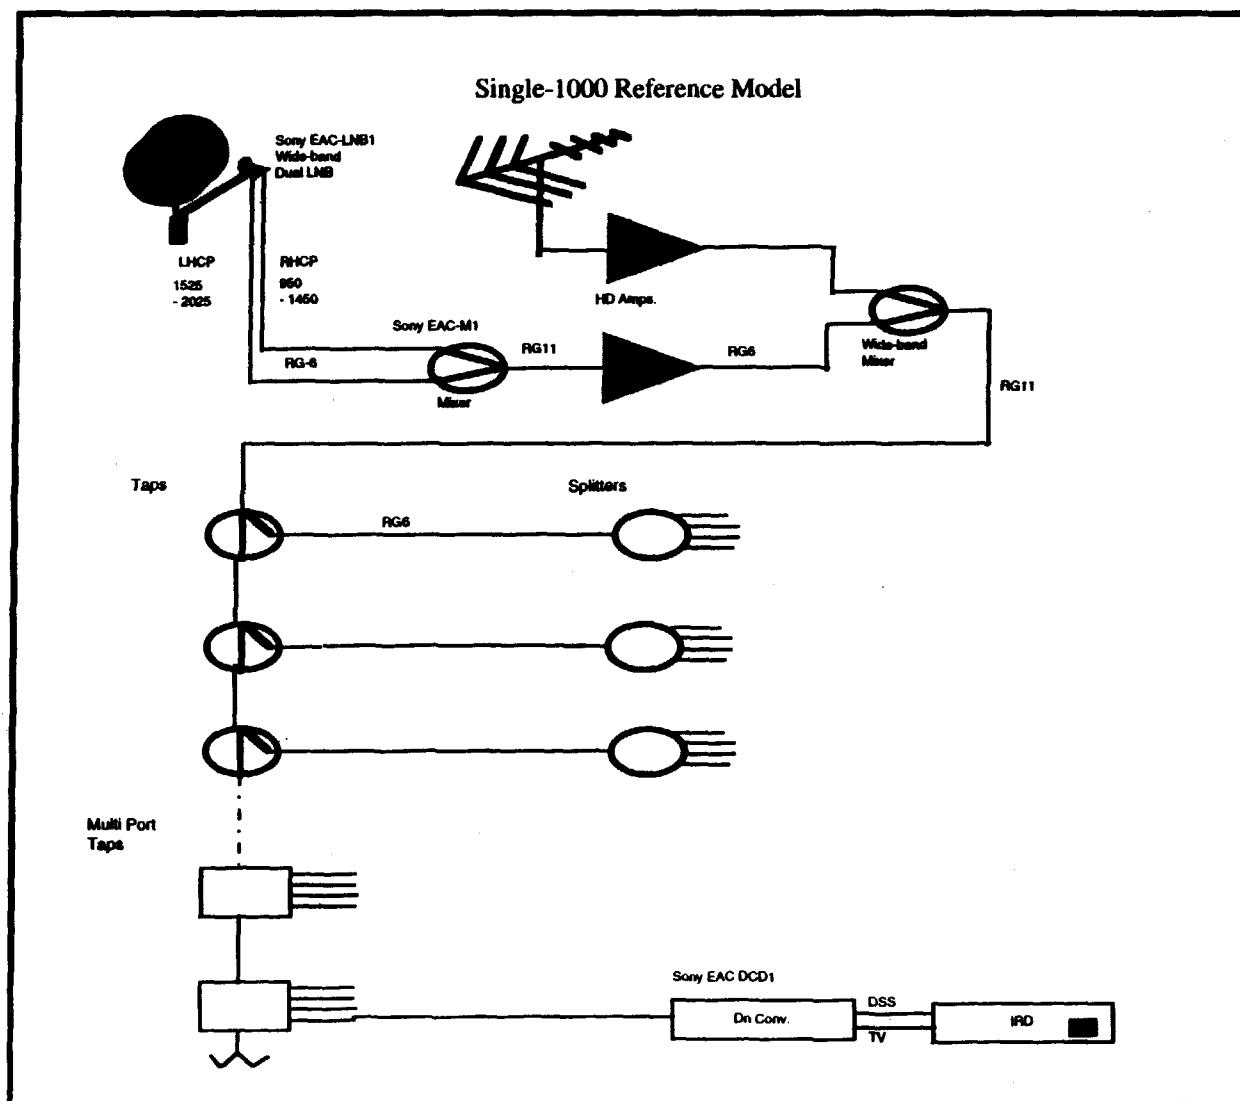 Single-1000 Reference Model
Sony EAC-LNB1
Wide-band
Dual LNB
LHCP
1525
- 2025
RHCP
950
- 1450
HD Amps.
Sony EAC-M1
RG-6
Mixer
RG11
RG6
Wide-band
Mixer
RG11
Taps
Splitters
RG6
Multi Port
Taps
Sony EAC DCD1
Dn Conv.
DSS
TV
IRD